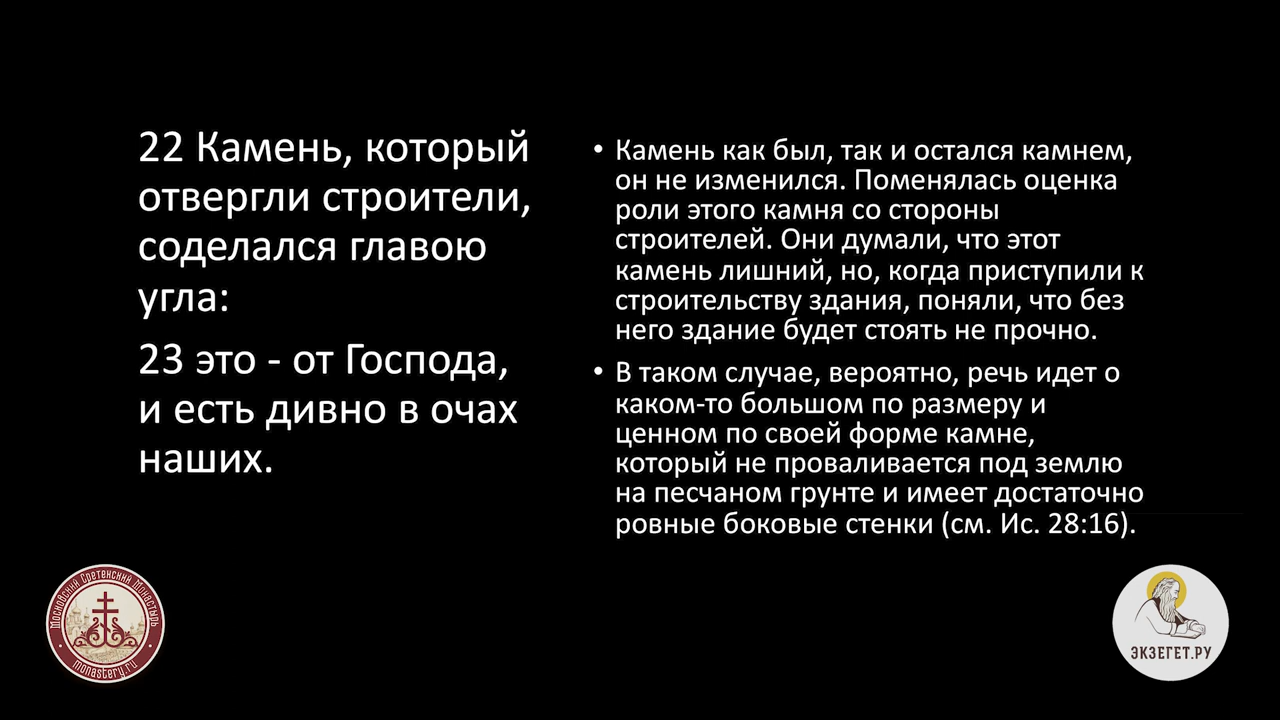 22 Камень, который
отвергли строители,
соделался главою
угла:
23 это - от Господа,
и есть дивно в очах
наших.
• Камень как был, так и остался камнем,
он не изменился. Поменялась оценка
роли этого камня со стороны
строителей. Они думали, что этот
камень лишний, но, когда приступили к
строительству здания, поняли, что без
него здание будет стоять не прочно.
• В таком случае, вероятно, речь идет о
каком-то большом по размеру и
ценном по своей форме камне,
который не проваливается под землю
на песчаном грунте и имеет достаточно
ровные боковые стенки (см. Ис. 28:16).
Московский Сретенский Монастырь
monastery.ru
ЭКЗЕГЕТ.РУ